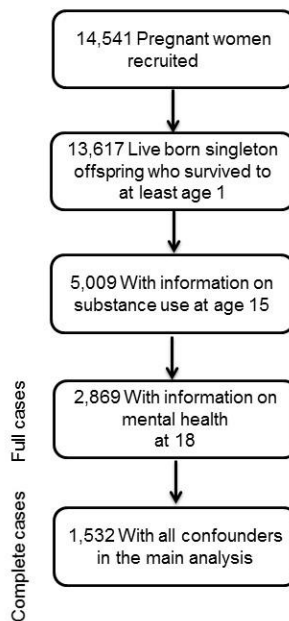 14,541 Pregnant women
recruited
13,617 Live born singleton
offspring who survived to
at least age 1
5,009 With information on
substance use at age 15
Full cases
2,869 With information on
mental health
at 18
Complete cases
1,532 With all confounders
in the main analysis